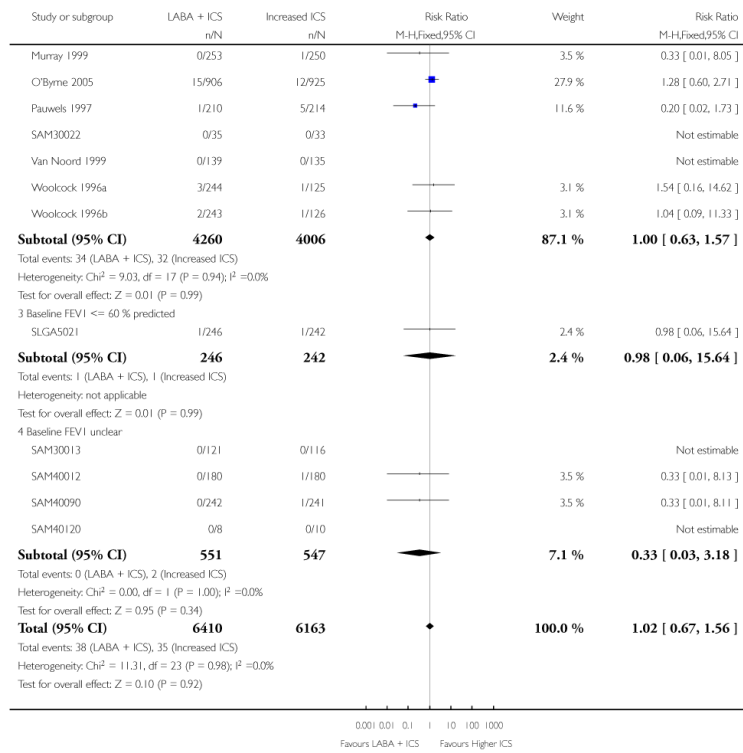 Study or subgroup LABA + ICS Increased ICS Risk Ratio Weight Risk Ratio
n/N n/N M-H,Fixed,95% CI M-H,Fixed,95% CI
Murray 1999 0/253 1/250 3.5 % 0.33 [ 0.01, 8.05 ]
O'Byrne 2005 15/906 12/925 27.9 % 1.28 [ 0.60, 2.71 ]
Pauwels 1997 1/210 5/214 11.6 % 0.20 [ 0.02, 1.73 ]
SAM30022 0/35 0/33 Not estimable
Van Noord 1999 0/139 0/135 Not estimable
Woolcock 1996a 3/244 1/125 3.1 % 1.54 [ 0.16, 14.62 ]
Woolcock 1996b 2/243 1/126 3.1 % 1.04 [ 0.09, 11.33 ]
Subtotal (95% CI) 4260 4006 87.1 % 1.00 [ 0.63, 1.57 ]
Total events: 34 (LABA + ICS), 32 (Increased ICS)
Heterogeneity: Chi² = 9.03, df = 17 (P = 0.94); I² =0.0%
Test for overall effect: Z = 0.01 (P = 0.99)
3 Baseline FEV1 <= 60 % predicted
SLGA5021 1/246 1/242 2.4 % 0.98 [ 0.06, 15.64 ]
Subtotal (95% CI) 246 242 2.4 % 0.98 [ 0.06, 15.64 ]
Total events: 1 (LABA + ICS), 1 (Increased ICS)
Heterogeneity: not applicable
Test for overall effect: Z = 0.01 (P = 0.99)
4 Baseline FEV1 unclear
SAM30013 0/121 0/116 Not estimable
SAM40012 0/180 1/180 3.5 % 0.33 [ 0.01, 8.13 ]
SAM40090 0/242 1/241 3.5 % 0.33 [ 0.01, 8.11 ]
SAM40120 0/8 0/10 Not estimable
Subtotal (95% CI) 551 547 7.1 % 0.33 [ 0.03, 3.18 ]
Total events: 0 (LABA + ICS), 2 (Increased ICS)
Heterogeneity: Chi² = 0.00, df = 1 (P = 1.00); I² =0.0%
Test for overall effect: Z = 0.95 (P = 0.34)
Total (95% CI) 6410 6163 100.0 % 1.02 [ 0.67, 1.56 ]
Total events: 38 (LABA + ICS), 35 (Increased ICS)
Heterogeneity: Chi² = 11.31, df = 23 (P = 0.98); I² =0.0%
Test for overall effect: Z = 0.10 (P = 0.92)
0.001 0.01 0.1 1 10 100 1000
Favours LABA + ICS Favours Higher ICS